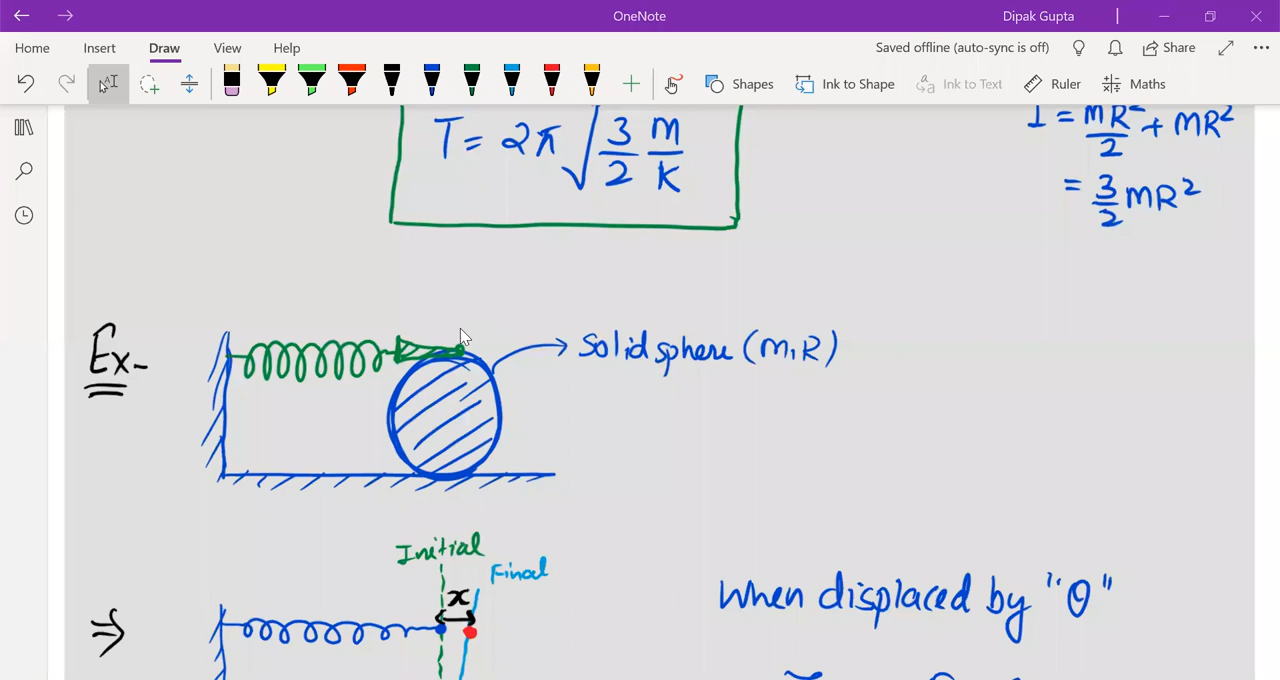 OneNote
Dipak Gupta
Home Insert Draw View Help
Saved offline (auto-sync is off) Share
Shapes Ink to Shape Ink to Text Ruler Maths
T = 2π √(3/2 m/k)
I = MR²/2 + MR²
= 3/2 MR²
Ex-
Solid sphere (m, R)
Initial
Final
x
⇒
When displaced by "θ"